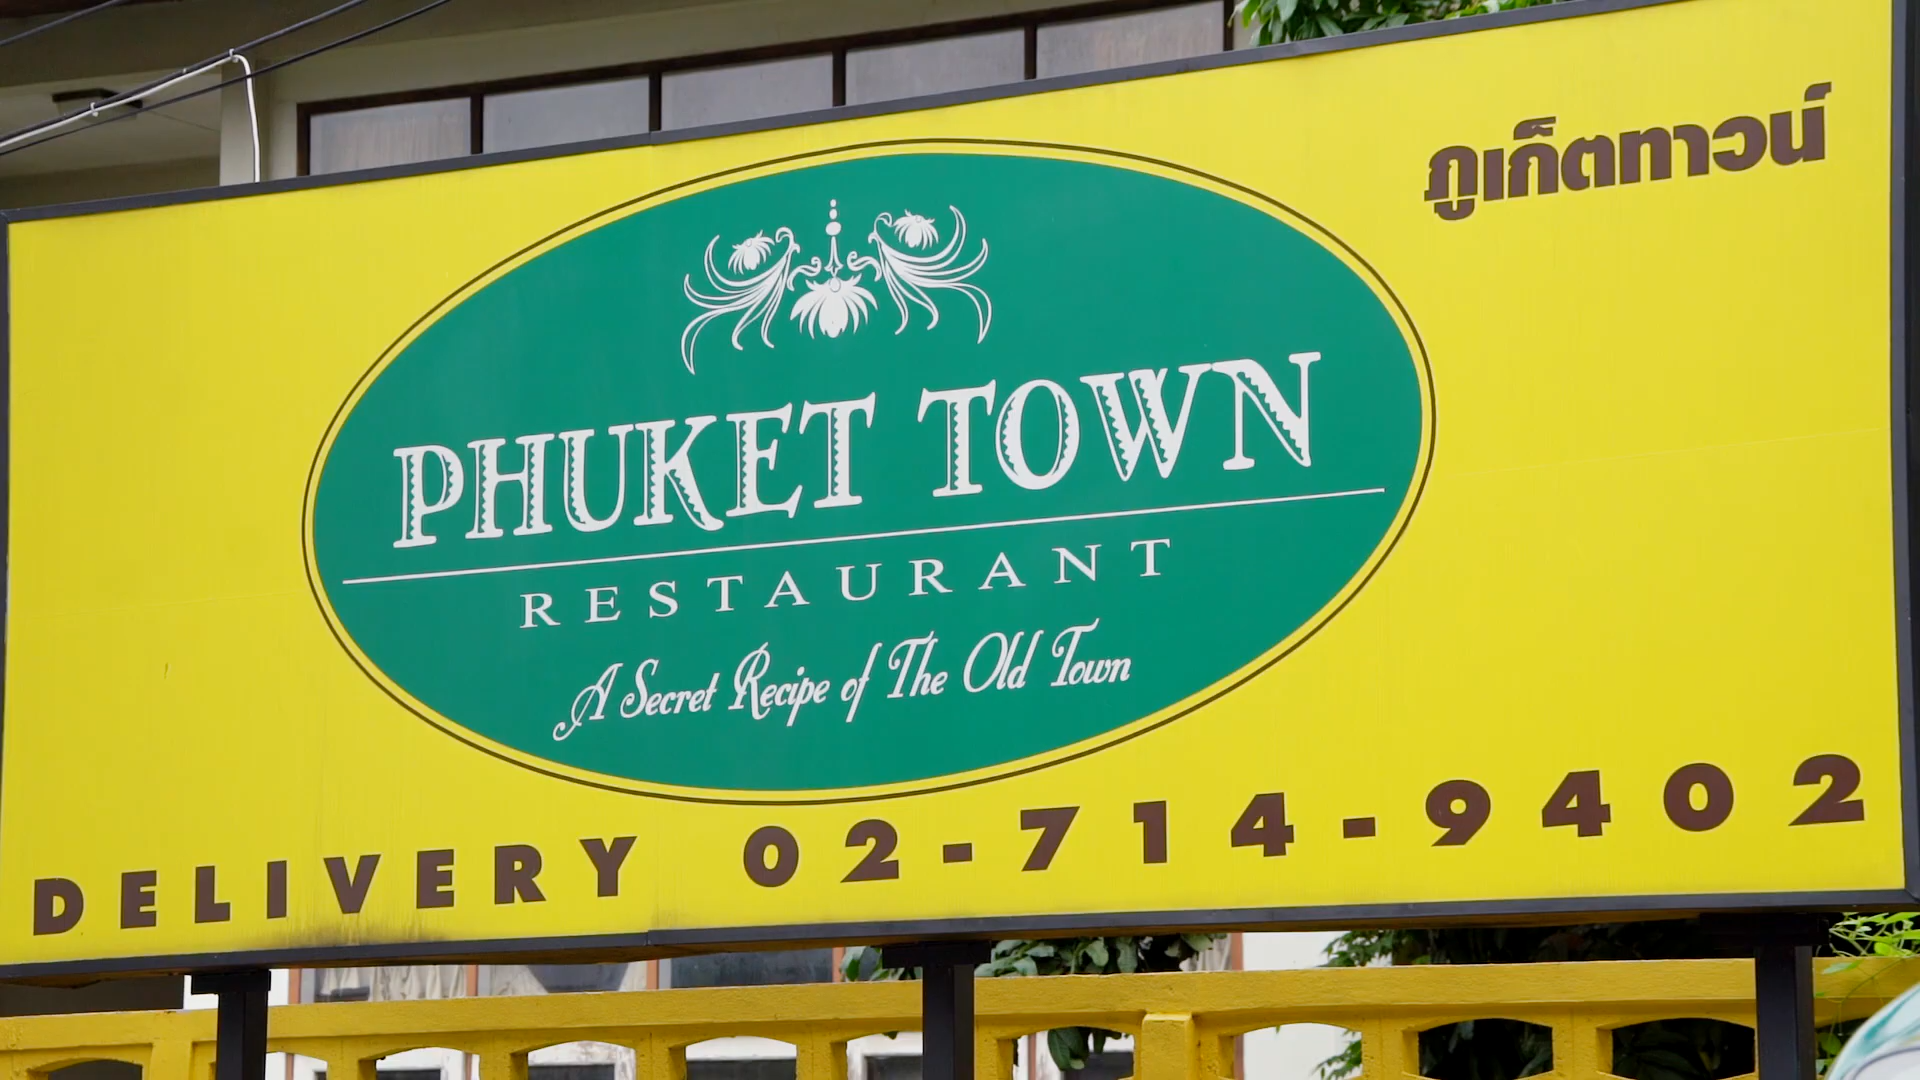 ภูเก็ตทาวน์
PHUKET TOWN
RESTAURANT
A Secret Recipe of The Old Town
DELIVERY 02-714-9402